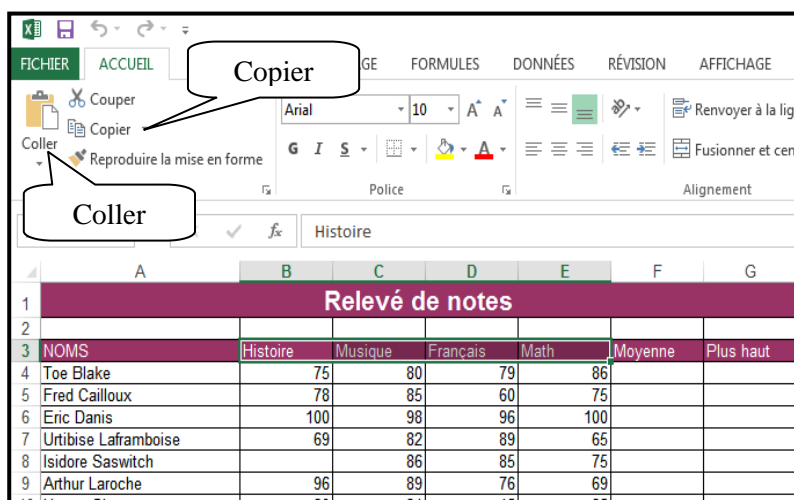 FICHIER ACCUEIL GE FORMULES DONNÉES RÉVISION AFFICHAGE
Copier
Couper
Copier
Coller
Reproduire la mise en forme
Arial 10 A A
Renvoyer à la lig
G I S A
Fusionner et cen
Police Alignement
Coller
fx Histoire
A B C D E F G
1 Relevé de notes
2
3 NOMS Histoire Musique Français Math Moyenne Plus haut
4 Toe Blake 75 80 79 86
5 Fred Cailloux 78 85 60 75
6 Eric Danis 100 98 96 100
7 Urtibise Laframboise 69 82 89 65
8 Isidore Saswitch 86 85 75
9 Arthur Laroche 96 89 76 69